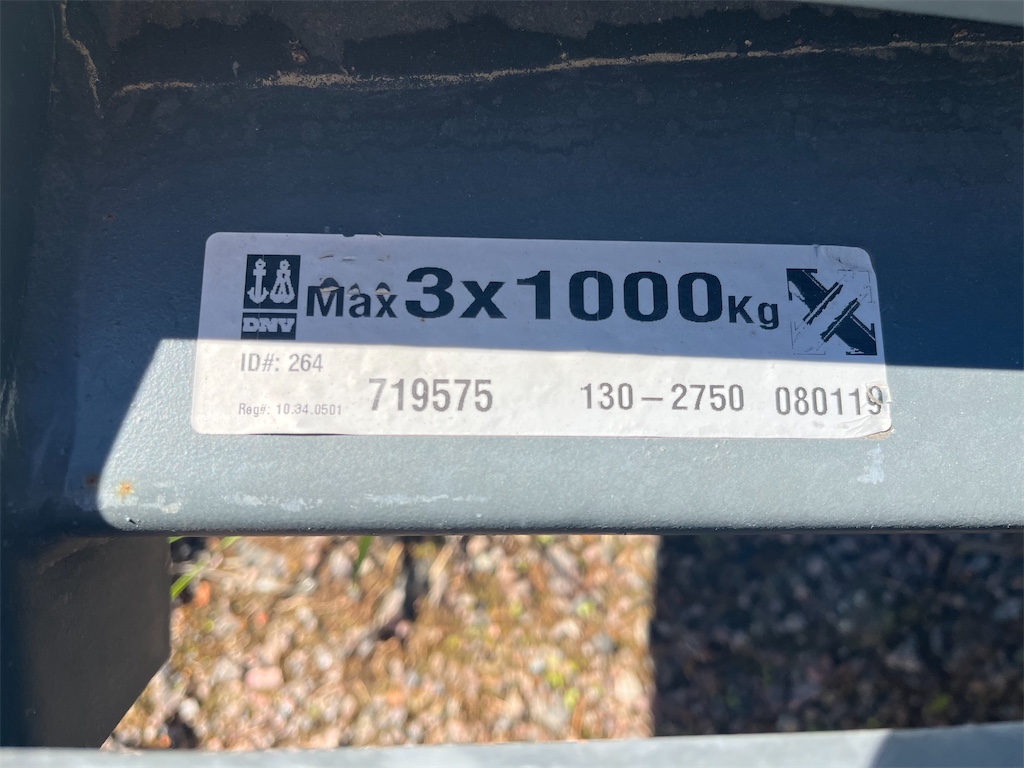 Max 3x1000Kg
DNV
ID#: 264
719575 130-2750 080119
Reg#: 10.34.0501